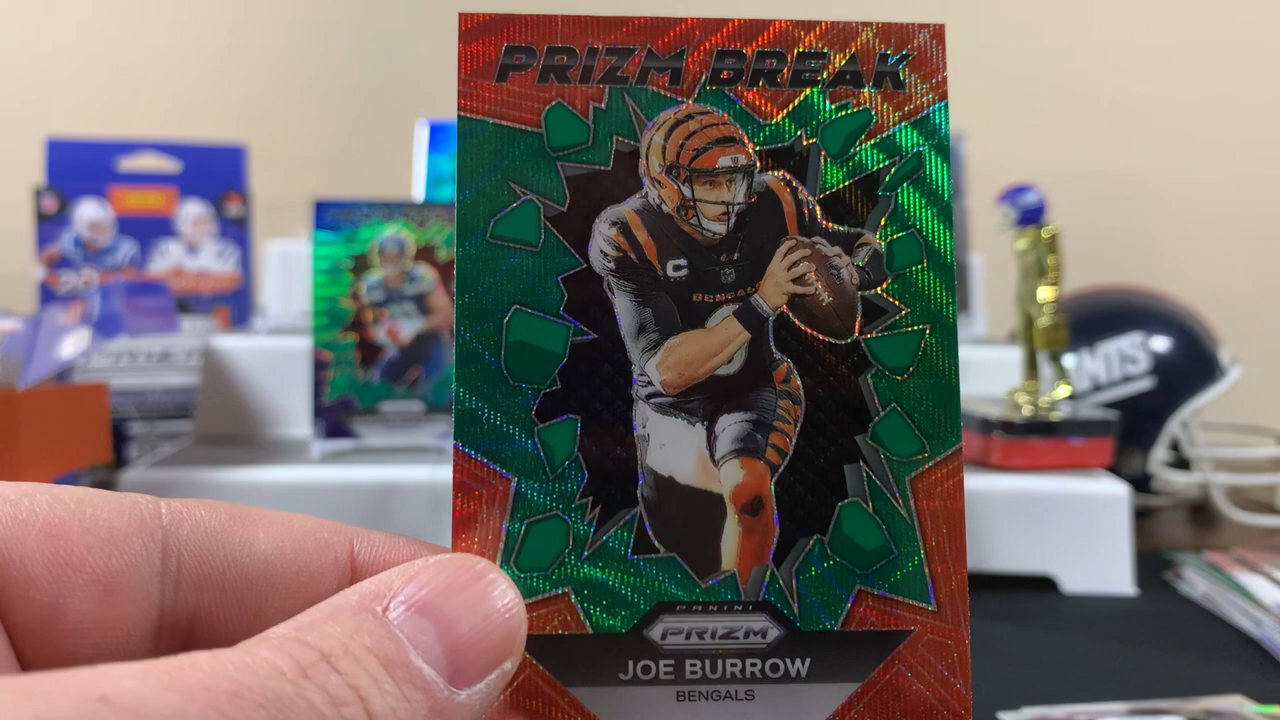 PRIZM BREAK
C
BENGALS
PANINI
PRIZM
JOE BURROW
BENGALS